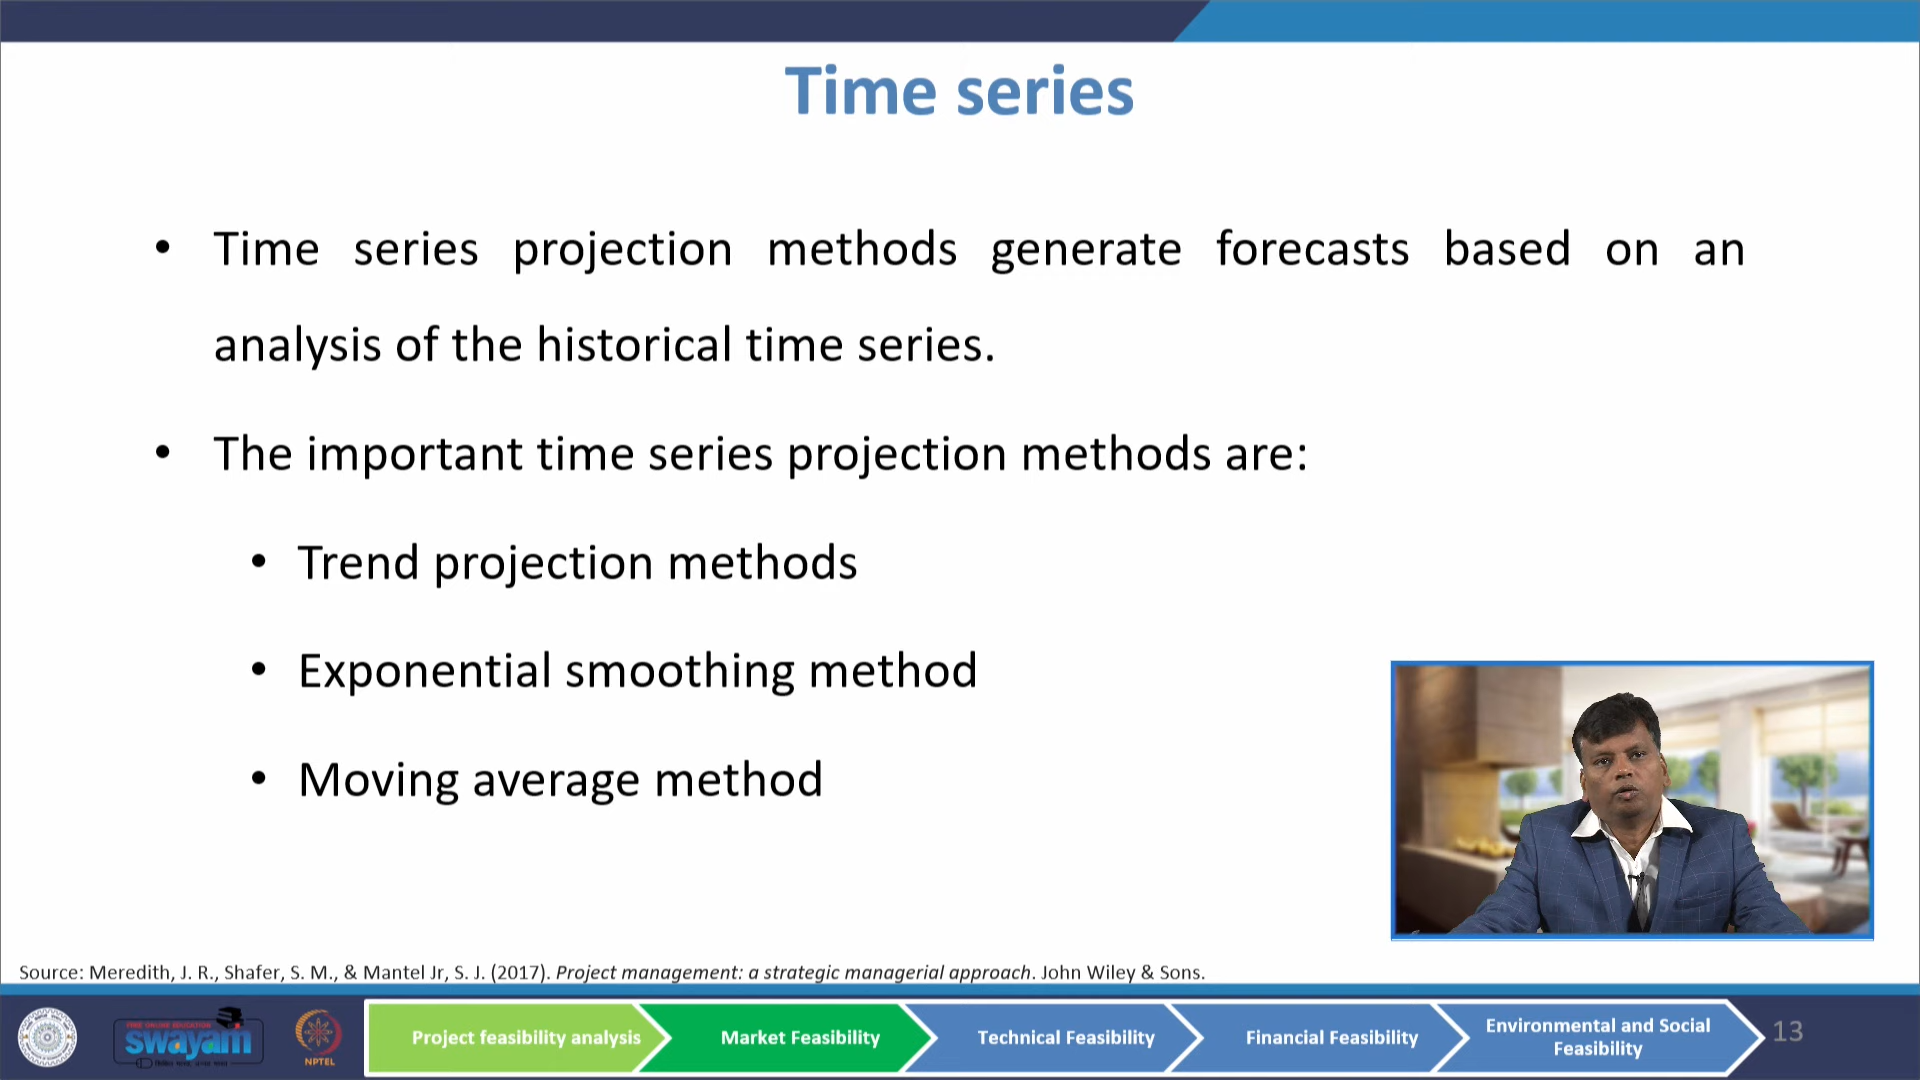 Time series
• Time series projection methods generate forecasts based on an
analysis of the historical time series.
• The important time series projection methods are:
• Trend projection methods
• Exponential smoothing method
• Moving average method
Source: Meredith, J. R., Shafer, S. M., & Mantel Jr, S. J. (2017). Project management: a strategic managerial approach. John Wiley & Sons.
FREE ONLINE EDUCATION
swayam
NPTEL
Project feasibility analysis
Market Feasibility
Technical Feasibility
Financial Feasibility
Environmental and Social
Feasibility
13